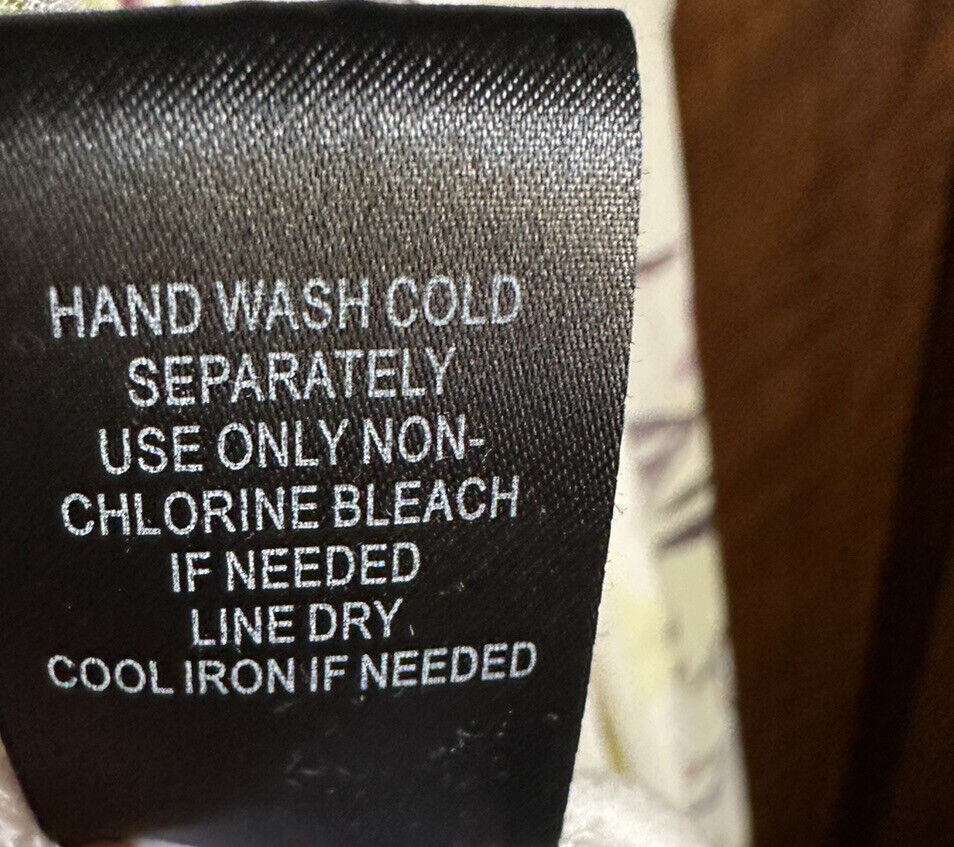 HAND WASH COLD
SEPARATELY
USE ONLY NON-
CHLORINE BLEACH
IF NEEDED
LINE DRY
COOL IRON IF NEEDED